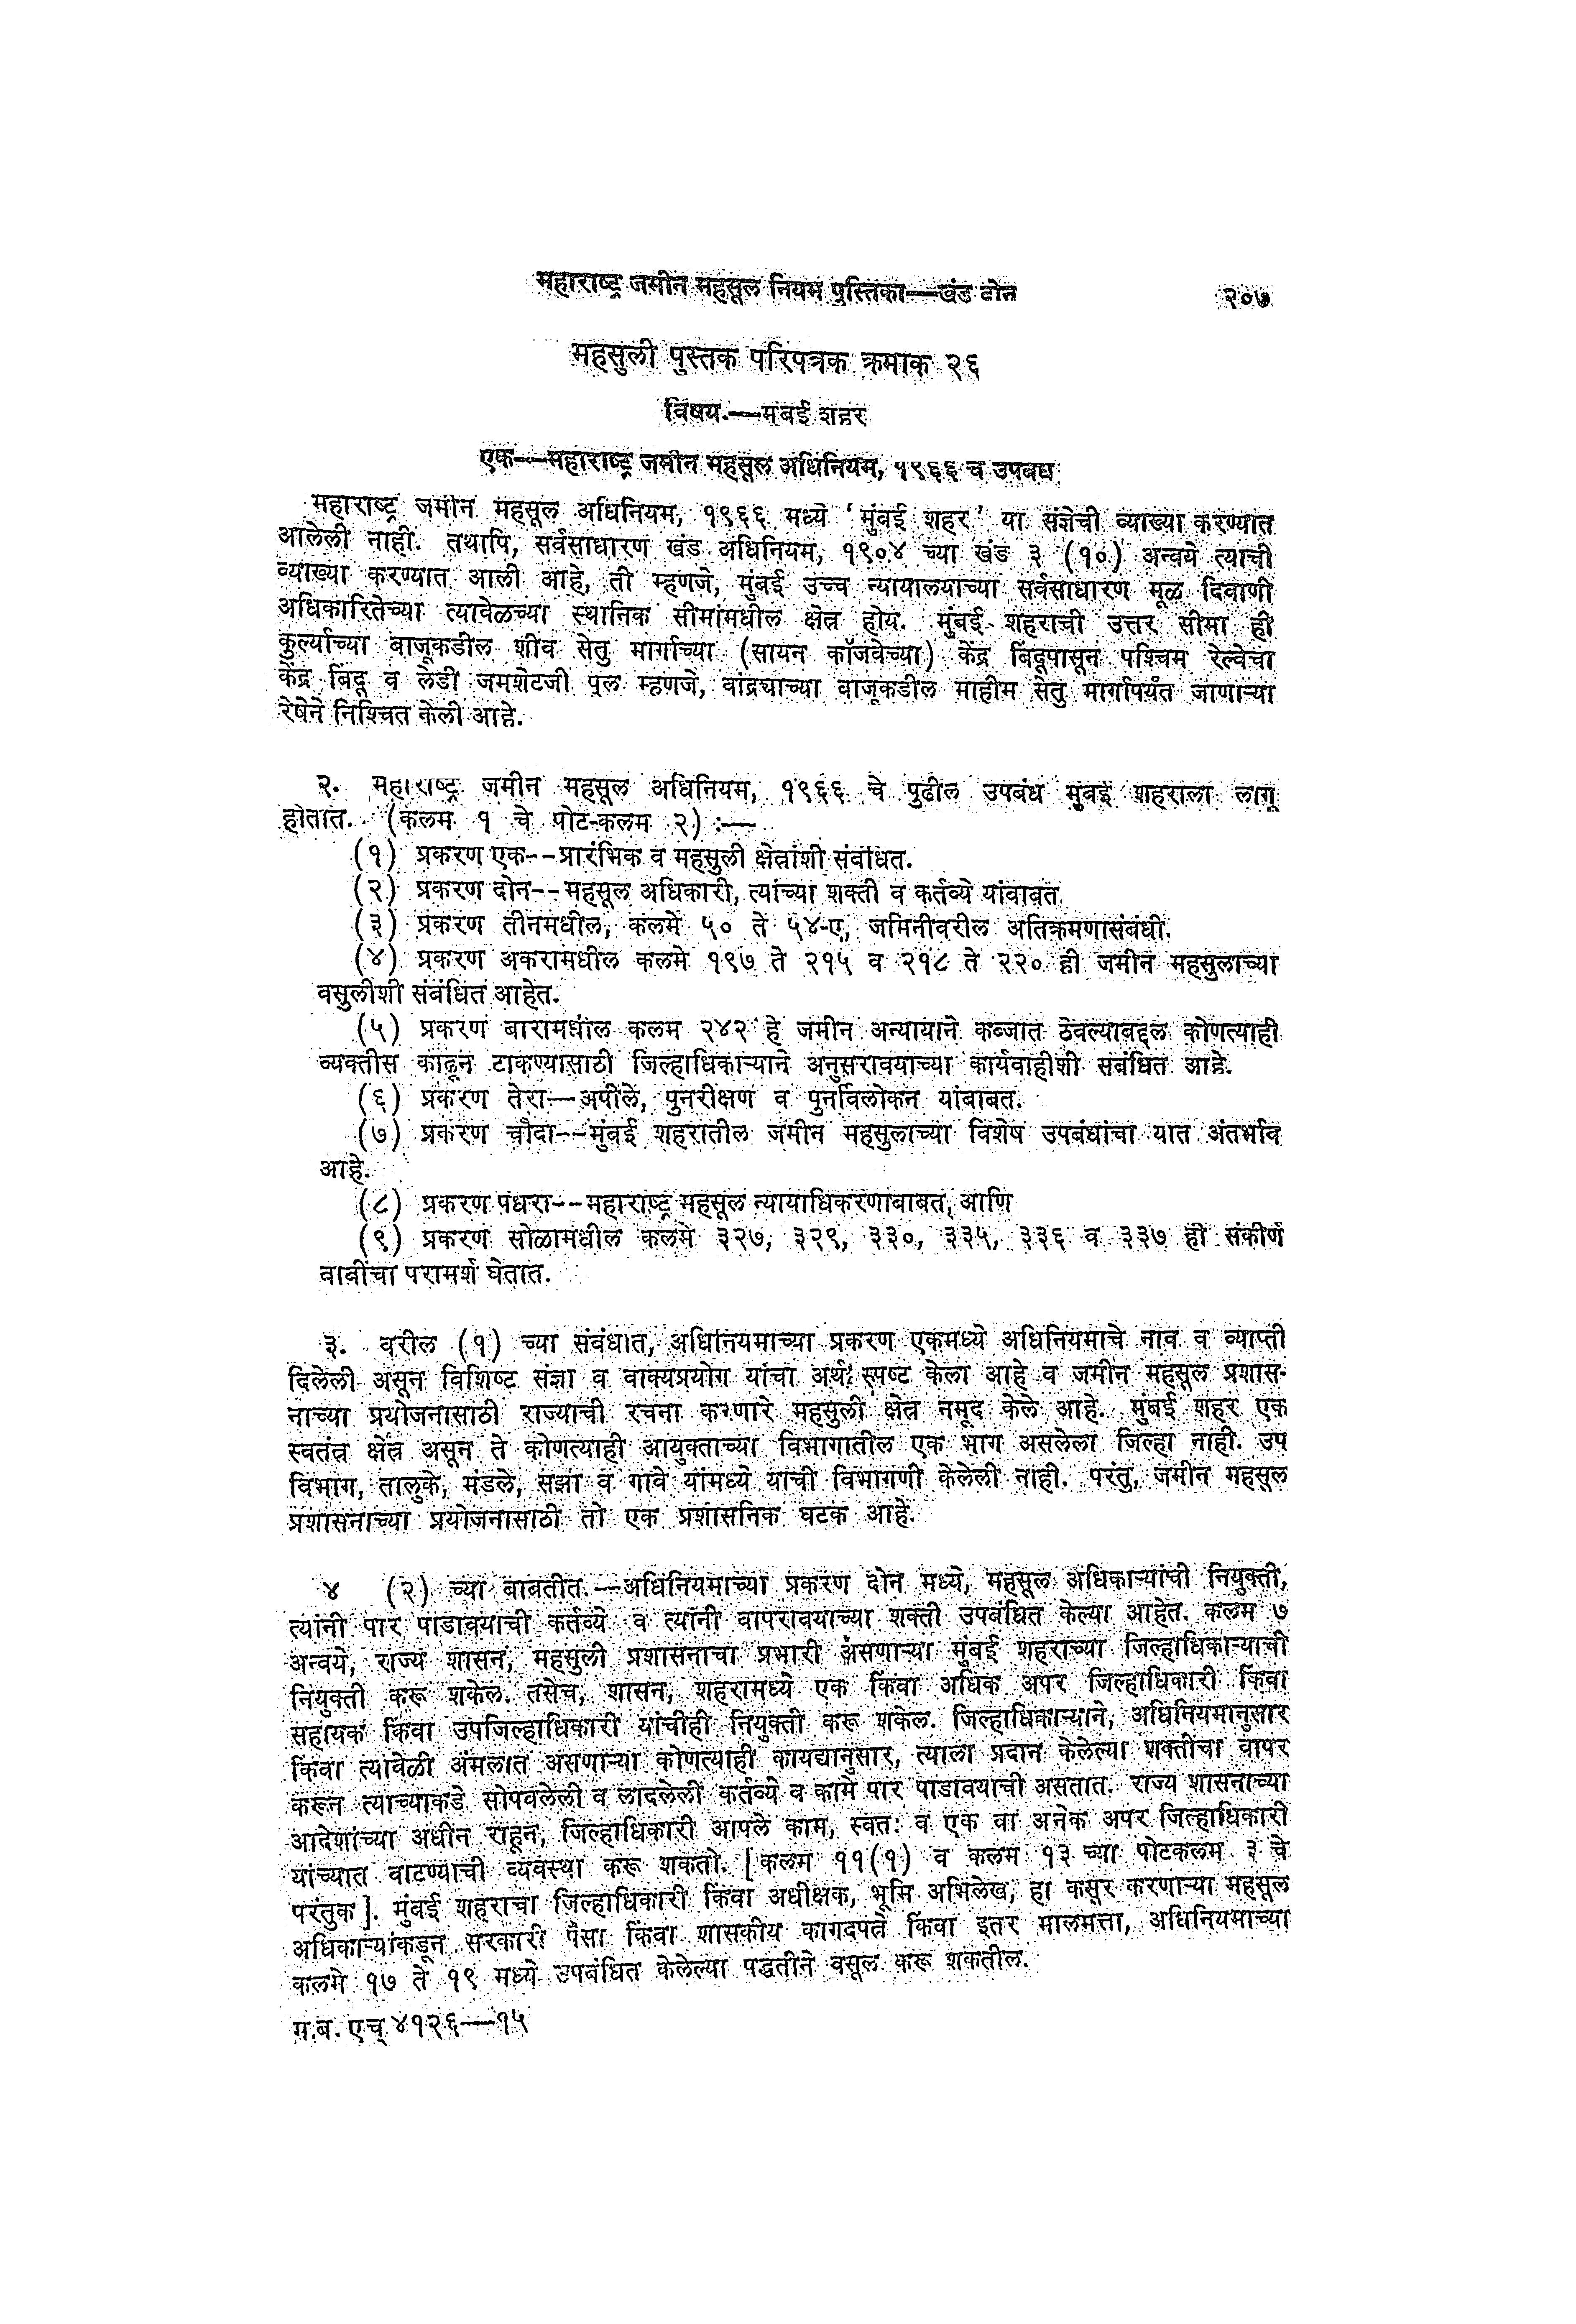 महाराष्ट्र जमीन महसूल नियम पुस्तिका—खंड दोन २०७
महसुली पुस्तक परिपत्रक क्रमांक २६
विषय.—मुंबई शहर
एक—महाराष्ट्र जमीन महसूल अधिनियम, १९६६ चे उपबंध
महाराष्ट्र जमीन महसूल अधिनियम, १९६६ मध्ये ‘मुंबई शहर’ या संज्ञेची व्याख्या करण्यात
आलेली नाही. तथापि, सर्वसाधारण खंड अधिनियम, १९०४ च्या खंड ३ (१०) अन्वये त्याची
व्याख्या करण्यात आली आहे, ती म्हणजे, मुंबई उच्च न्यायालयाच्या सर्वसाधारण मूळ दिवाणी
अधिकारितेच्या त्यावेळच्या स्थानिक सीमांमधील क्षेत्र होय. मुंबई शहराची उत्तर सीमा ही
कुर्ल्याच्या बाजूकडील शीव सेतु मार्गाच्या (सायन कॉजवेच्या) केंद्र बिंदूपासून पश्चिम रेल्वेचा
केंद्र बिंदू व लेडी जमशेटजी पूल म्हणजे, वांद्र्याच्या बाजूकडील माहीम सेतु मार्गापर्यंत जाणाऱ्या
रेषेने निश्चित केली आहे.
२. महाराष्ट्र जमीन महसूल अधिनियम, १९६६ चे पुढील उपबंध मुंबई शहराला लागू
होतात. (कलम १ चे पोट-कलम २) :—
(१) प्रकरण एक--प्रारंभिक व महसुली क्षेत्रांशी संबंधित.
(२) प्रकरण दोन--महसूल अधिकारी, त्यांच्या शक्ती व कर्तव्ये यांबाबत
(३) प्रकरण तीनमधील, कलमे ५० ते ५४-ए, जमिनीवरील अतिक्रमणासंबंधी.
(४) प्रकरण अकरामधील कलमे १९७ ते २१५ व २१८ ते २२० ही जमीन महसुलाच्या
वसुलीशी संबंधित आहेत.
(५) प्रकरण बारामधील कलम २४२ हे जमीन अन्यायाने कब्जात ठेवल्याबद्दल कोणत्याही
व्यक्तीस काढून टाकण्यासाठी जिल्हाधिकाऱ्याने अनुसरावयाच्या कार्यवाहीशी संबंधित आहे.
(६) प्रकरण तेरा—अपीले, पुनरीक्षण व पुनर्विलोकन यांबाबत.
(७) प्रकरण चौदा--मुंबई शहरातील जमीन महसुलाच्या विशेष उपबंधांचा यात अंतर्भाव
आहे.
(८) प्रकरण पंधरा--महाराष्ट्र महसूल न्यायाधिकरणाबाबत, आणि
(९) प्रकरण सोळामधील कलमे ३२७, ३२९, ३३०, ३३५, ३३६ व ३३७ ही संकीर्ण
बाबींचा परामर्श घेतात.
३. वरील (१) च्या संबंधात, अधिनियमाच्या प्रकरण एकमध्ये अधिनियमाचे नाव व व्याप्ती
दिलेली असून विशिष्ट संज्ञा व वाक्यप्रयोग यांचा अर्थ स्पष्ट केला आहे व जमीन महसूल प्रशास-
नाच्या प्रयोजनासाठी राज्याची रचना करणारे महसुली क्षेत्र नमूद केले आहे. मुंबई शहर एक
स्वतंत्र क्षेत्र असून ते कोणत्याही आयुक्ताच्या विभागातील एक भाग असलेला जिल्हा नाही. उप
विभाग, तालुके, मंडले, सझा व गावे यांमध्ये याची विभागणी केलेली नाही. परंतु, जमीन महसूल
प्रशासनाच्या प्रयोजनासाठी तो एक प्रशासनिक घटक आहे.
४ (२) च्या बाबतीत.—अधिनियमाच्या प्रकरण दोन मध्ये, महसूल अधिकाऱ्यांची नियुक्ती,
त्यांनी पार पाडावयाची कर्तव्ये व त्यांनी वापरावयाच्या शक्ती उपबंधित केल्या आहेत. कलम ७
अन्वये, राज्य शासन, महसुली प्रशासनाचा प्रभारी असणाऱ्या मुंबई शहराच्या जिल्हाधिकाऱ्याची
नियुक्ती करू शकेल. तसेच, शासन, शहरामध्ये एक किंवा अधिक अपर जिल्हाधिकारी किंवा
सहायक किंवा उपजिल्हाधिकारी यांचीही नियुक्ती करू शकेल. जिल्हाधिकाऱ्याने, अधिनियमानुसार
किंवा त्यावेळी अंमलात असणाऱ्या कोणत्याही कायद्यानुसार, त्याला प्रदान केलेल्या शक्तीचा वापर
करून त्याच्याकडे सोपवलेली व लादलेली कर्तव्ये व कामे पार पाडावयाची असतात. राज्य शासनाच्या
आदेशांच्या अधीन राहून, जिल्हाधिकारी आपले काम, स्वतः व एक वा अनेक अपर जिल्हाधिकारी
यांच्यात वाटण्याची व्यवस्था करू शकतो. [कलम ११(१) व कलम १३ च्या पोटकलम ३ चे
परंतुक]. मुंबई शहराचा जिल्हाधिकारी किंवा अधीक्षक, भूमि अभिलेख, हा कसूर करणाऱ्या महसूल
अधिकाऱ्यांकडून सरकारी पैसा किंवा शासकीय कागदपत्रे किंवा इतर मालमत्ता, अधिनियमाच्या
कलमे १७ ते १९ मध्ये उपबंधित केलेल्या पद्धतीने वसूल करू शकतील.
ग.ब. एच् ४१२६—१५